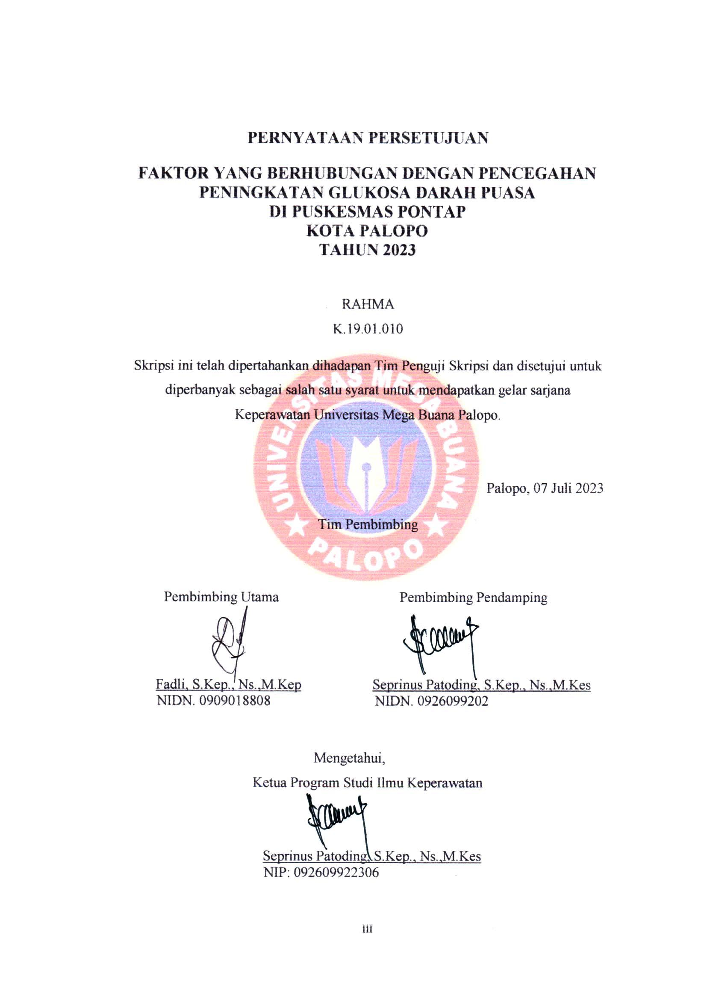 PERNYATAAN PERSETUJUAN
FAKTOR YANG BERHUBUNGAN DENGAN PENCEGAHAN
PENINGKATAN GLUKOSA DARAH PUASA
DI PUSKESMAS PONTAP
KOTA PALOPO
TAHUN 2023
RAHMA
K.19.01.010
Skripsi ini telah dipertahankan dihadapan Tim Penguji Skripsi dan disetujui untuk
diperbanyak sebagai salah satu syarat untuk mendapatkan gelar sarjana
Keperawatan Universitas Mega Buana Palopo.
UNIVERSITAS MEGA BUANA
PALOPO
Palopo, 07 Juli 2023
Tim Pembimbing
Pembimbing Utama
Pembimbing Pendamping
Fadli, S.Kep., Ns.,M.Kep
NIDN. 0909018808
Seprinus Patoding, S.Kep., Ns.,M.Kes
NIDN. 0926099202
Mengetahui,
Ketua Program Studi Ilmu Keperawatan
Seprinus Patoding, S.Kep., Ns.,M.Kes
NIP: 092609922306
iii